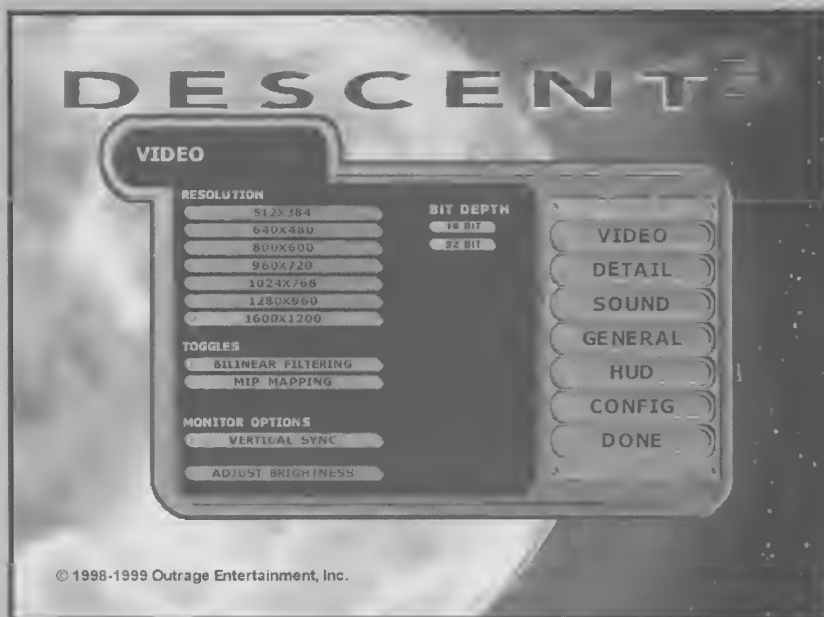 DESCENT 3
VIDEO
RESOLUTION
512X384
640X480
800X600
960X720
1024X768
1280X960
1600X1200
TOGGLES
BILINEAR FILTERING
MIP MAPPING
MONITOR OPTIONS
VERTICAL SYNC
ADJUST BRIGHTNESS
BIT DEPTH
16 BIT
32 BIT
VIDEO
DETAIL
SOUND
GENERAL
HUD
CONFIG
DONE
© 1998-1999 Outrage Entertainment, Inc.